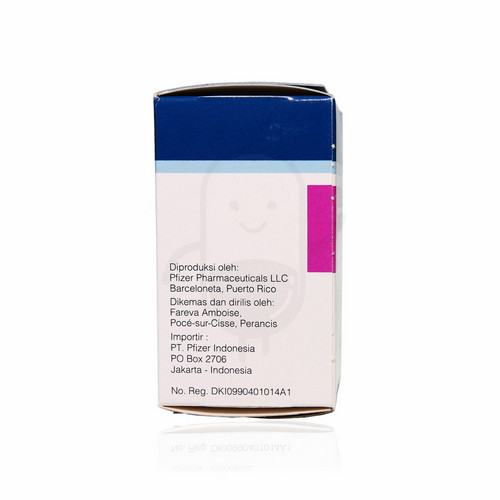 Diproduksi oleh:
Pfizer Pharmaceuticals LLC
Barceloneta, Puerto Rico
Dikemas dan dirilis oleh:
Fareva Amboise,
Pocé-sur-Cisse, Perancis
Importir :
PT. Pfizer Indonesia
PO Box 2706
Jakarta - Indonesia
No. Reg. DKI0990401014A1